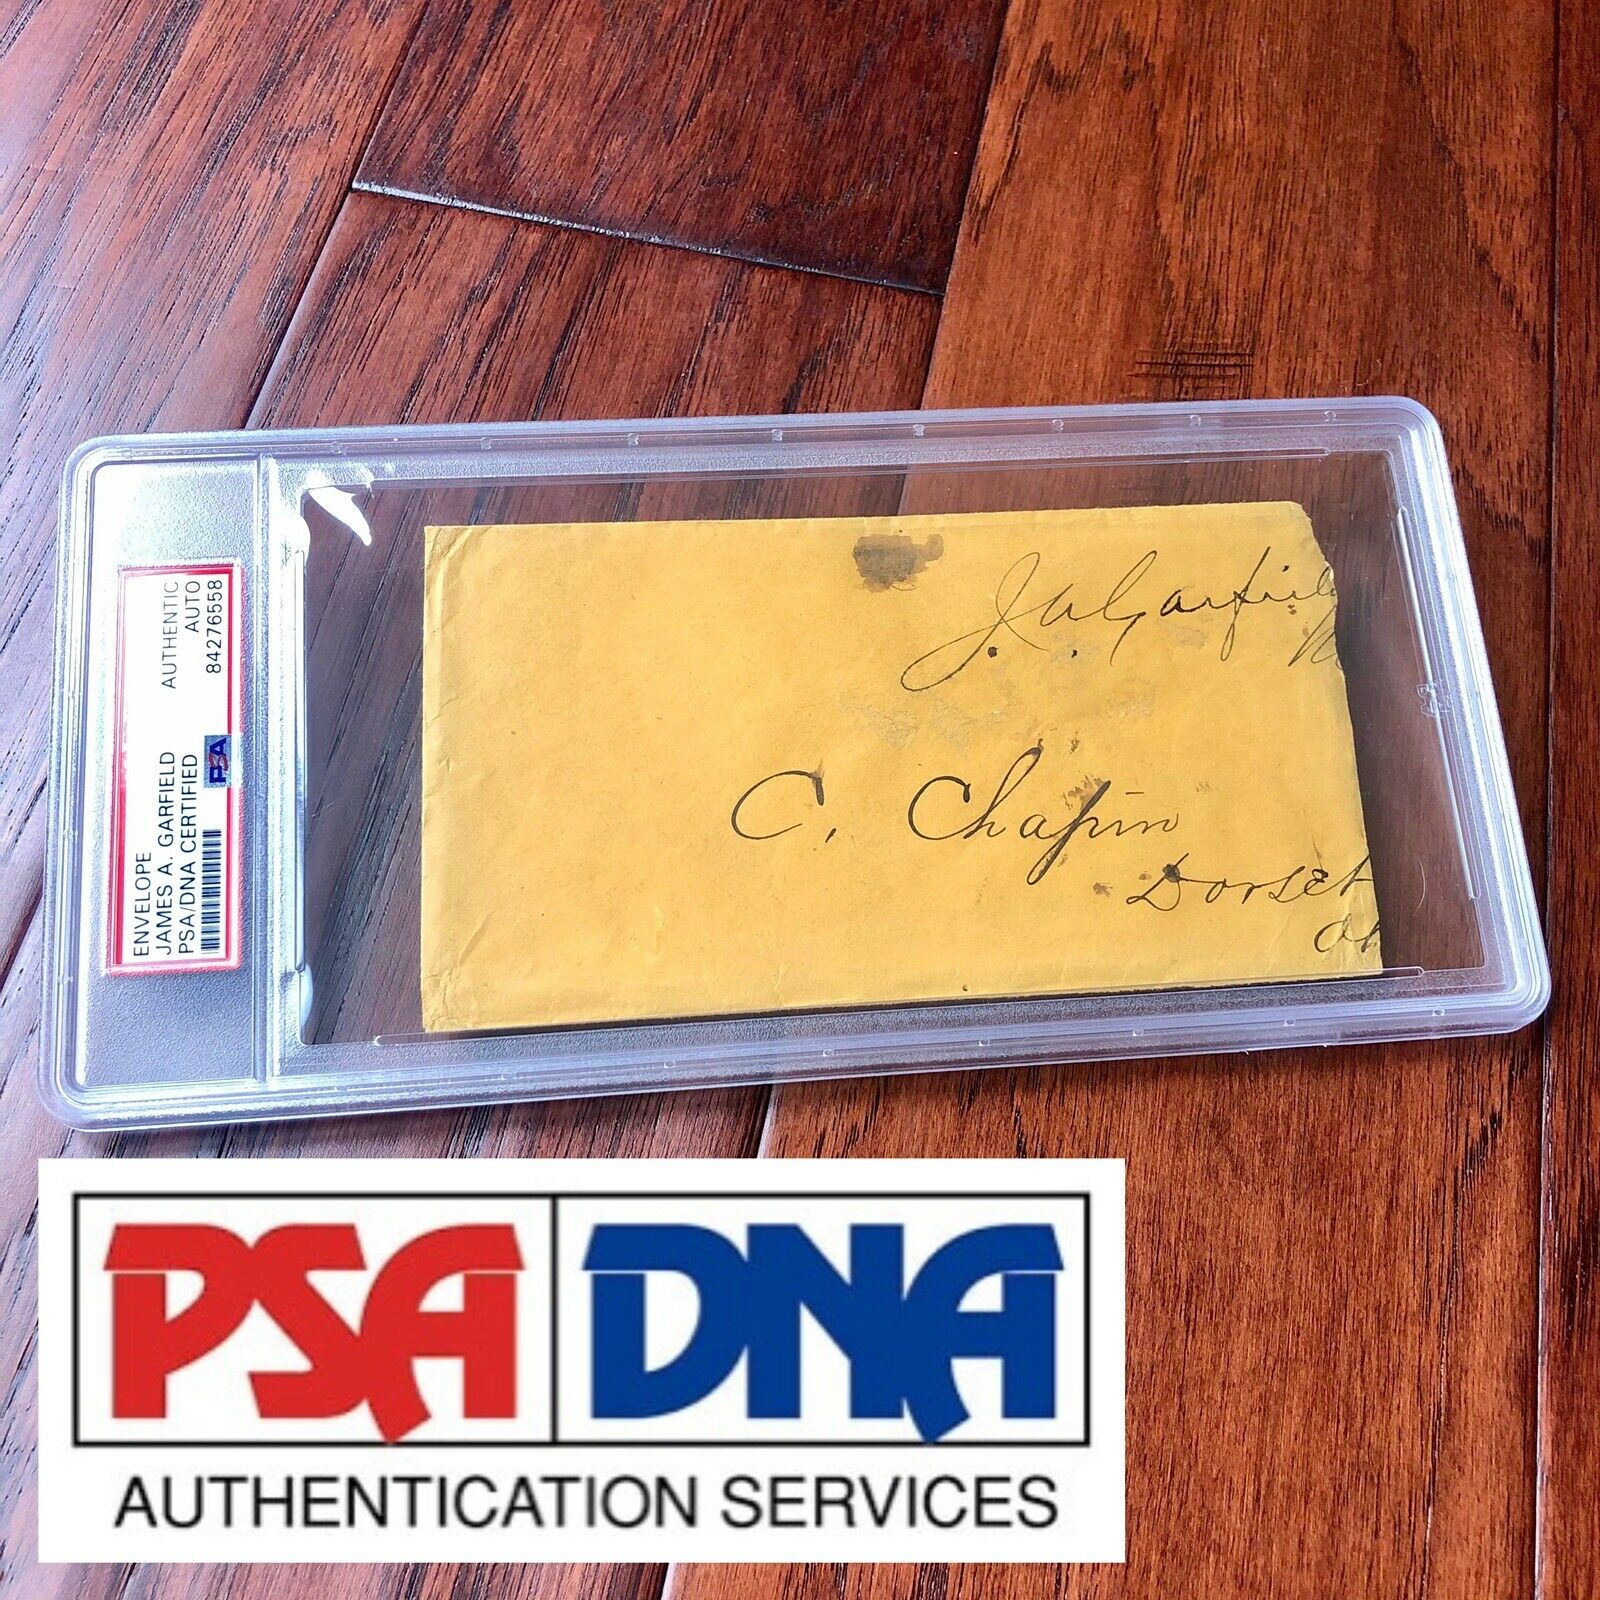 ENVELOPE
JAMES A. GARFIELD
PSA/DNA CERTIFIED
AUTHENTIC
AUTO
84276558
PSA
J. A. Garfield
C. Chapin
Dorset
PSA DNA
AUTHENTICATION SERVICES